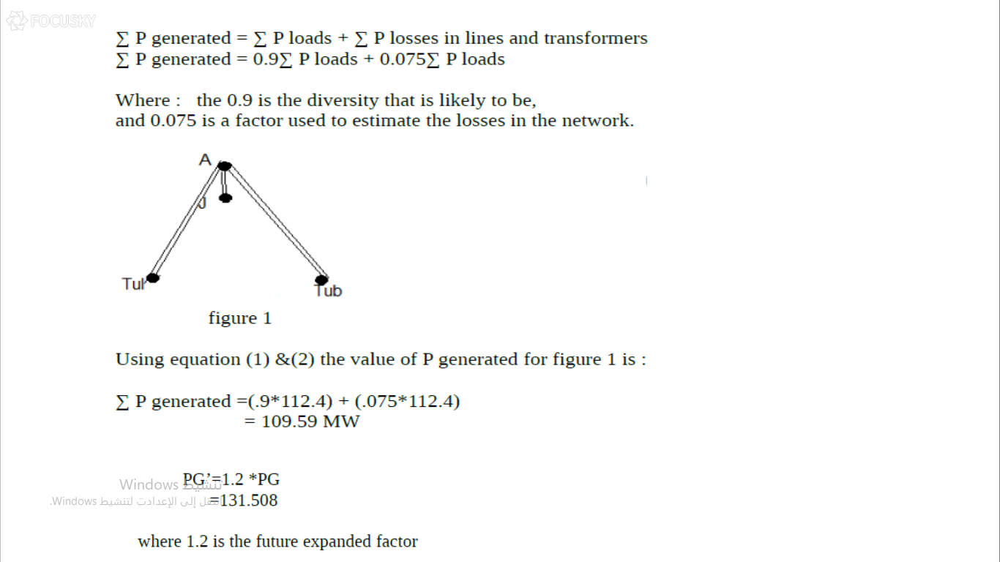 FOCUSKY
∑ P generated = ∑ P loads + ∑ P losses in lines and transformers
∑ P generated = 0.9∑ P loads + 0.075∑ P loads
Where : the 0.9 is the diversity that is likely to be,
and 0.075 is a factor used to estimate the losses in the network.
A
J
Tul
Tub
figure 1
Using equation (1) &(2) the value of P generated for figure 1 is :
∑ P generated =(.9*112.4) + (.075*112.4)
= 109.59 MW
PG’=1.2 *PG
تنشيط Windows
=131.508
انتقل إلى الإعدادت لتنشيط Windows.
where 1.2 is the future expanded factor